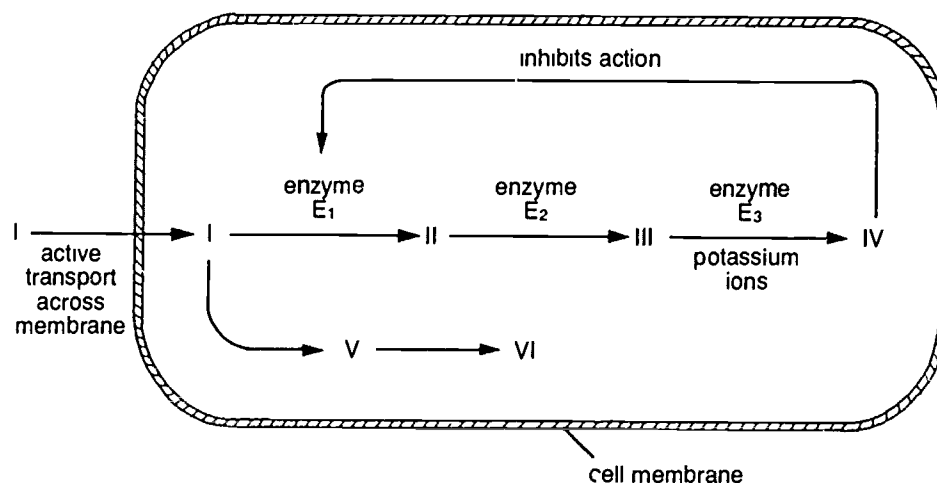 inhibits action
enzyme
E₁
enzyme
E₂
enzyme
E₃
I
I
II
III
IV
active
transport
across
membrane
potassium
ions
V
VI
cell membrane